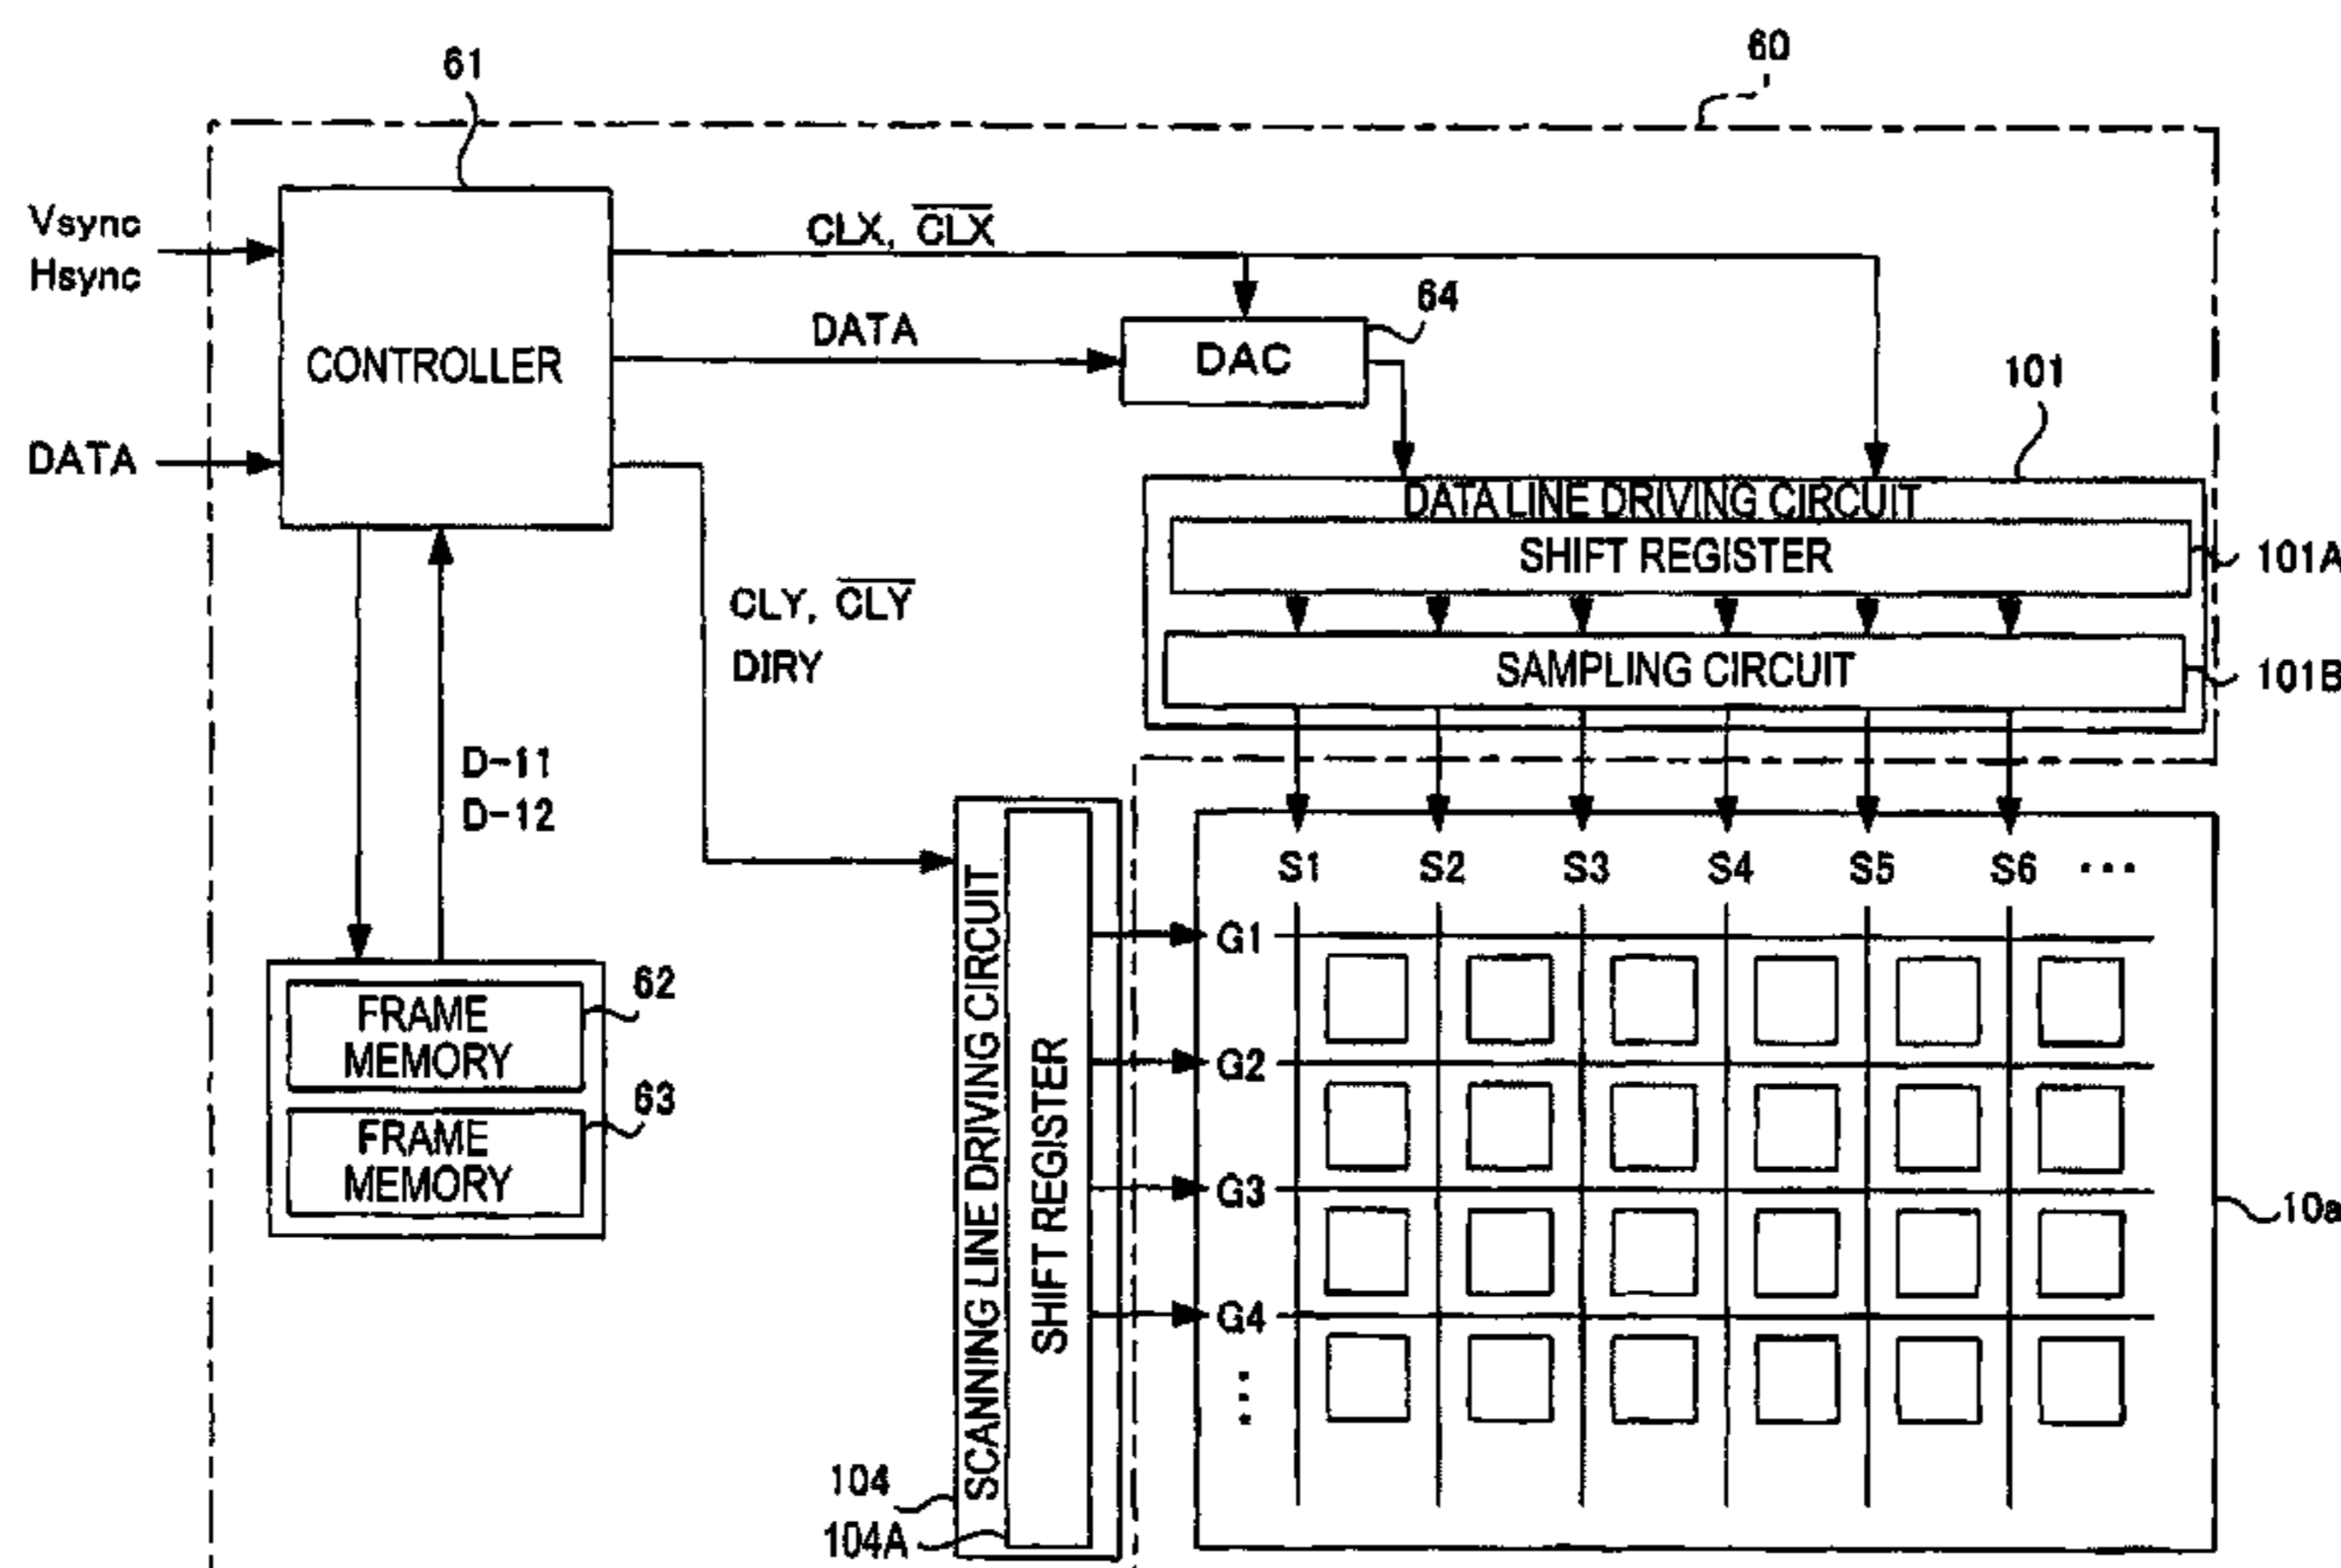 60
61
Vsync
Hsync
CLX, C̅L̅X̅
64
CONTROLLER
DATA
DAC
101
DATA
DATA LINE DRIVING CIRCUIT
SHIFT REGISTER
101A
CLY, C̅L̅Y̅
DIRY
SAMPLING CIRCUIT
101B
D-11
D-12
S1 S2 S3 S4 S5 S6 ...
SCANNING LINE DRIVING CIRCUIT
SHIFT REGISTER
G1
FRAME
MEMORY
62
G2
FRAME
MEMORY
63
G3
10a
G4
⋮
104
104A